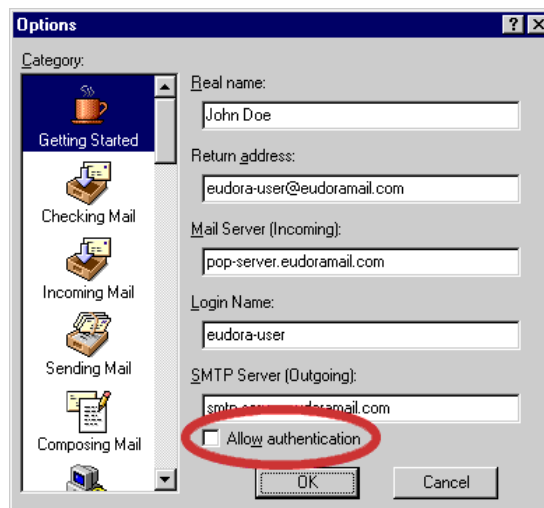 Options
Category:
Getting Started
Checking Mail
Incoming Mail
Sending Mail
Composing Mail
Real name:
John Doe
Return address:
eudora-user@eudoramail.com
Mail Server (Incoming):
pop-server.eudoramail.com
Login Name:
eudora-user
SMTP Server (Outgoing):
Allow authentication
OK
Cancel